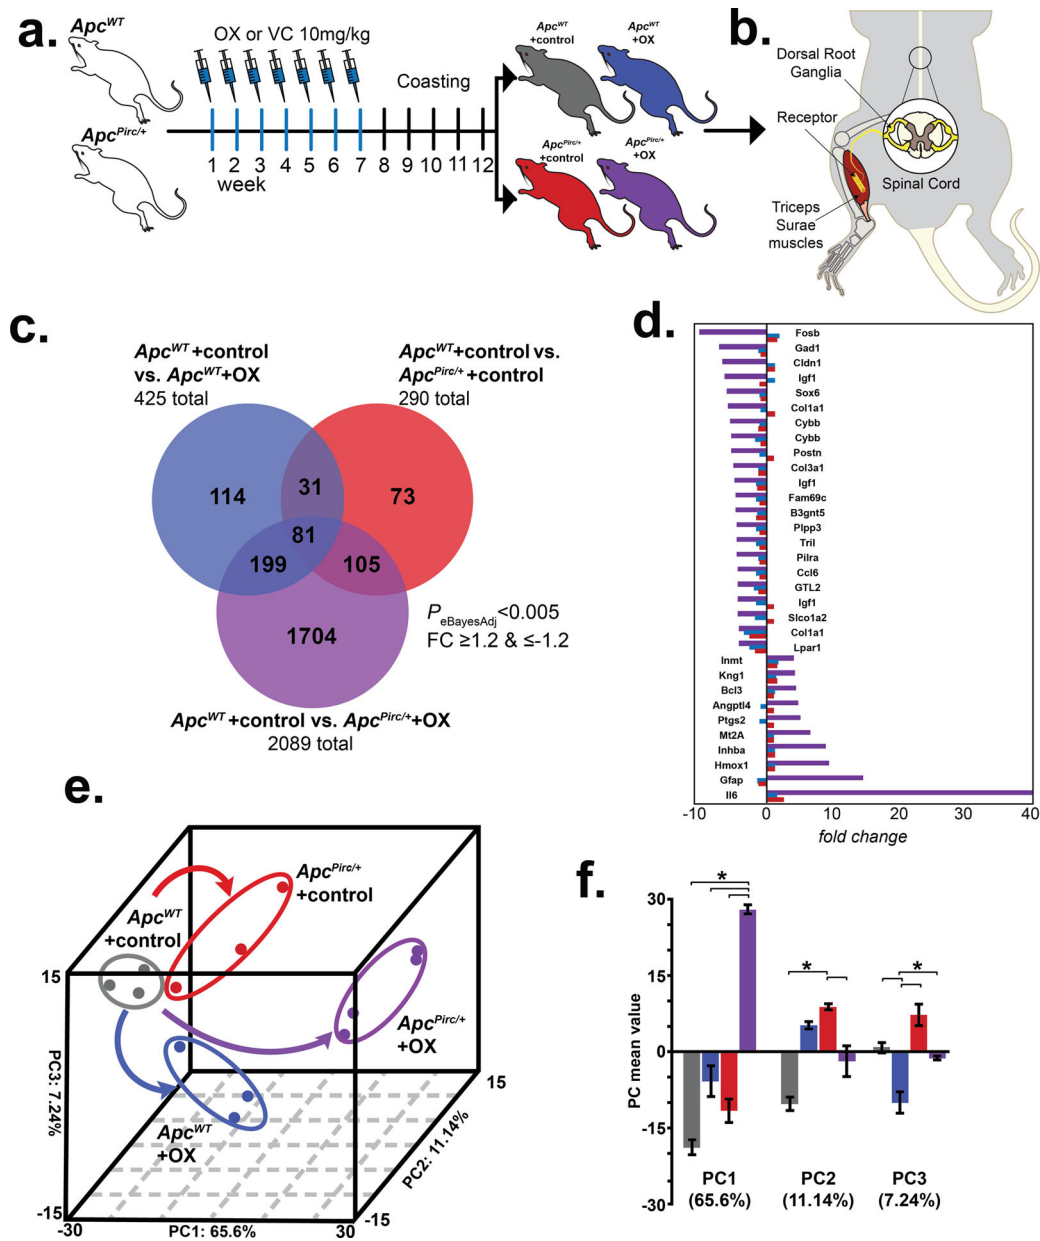 a.
Apc^WT
Apc^Pirc/+
OX or VC 10mg/kg
Coasting
1 2 3 4 5 6 7 8 9 10 11 12
week
Apc^WT
+control
Apc^WT
+OX
Apc^Pirc/+
+control
Apc^Pirc/+
+OX
b.
Dorsal Root
Ganglia
Receptor
Spinal Cord
Triceps
Surae
muscles
c.
Apc^WT +control
vs. Apc^WT+OX
425 total
Apc^WT+control vs.
Apc^Pirc/+ +control
290 total
114
31
73
81
199
105
1704
P_eBayesAdj<0.005
FC ≥1.2 & ≤-1.2
Apc^WT +control vs. Apc^Pirc/++OX
2089 total
d.
Fosb
Gad1
Cldn1
Igf1
Sox6
Col1a1
Cybb
Cybb
Postn
Col3a1
Igf1
Fam69c
B3gnt5
Plpp3
Tril
Pilra
Ccl6
GTL2
Igf1
Slco1a2
Col1a1
Lpar1
Inmt
Kng1
Bcl3
Angptl4
Ptgs2
Mt2A
Inhba
Hmox1
Gfap
Il6
-10 0 10 20 30 40
fold change
e.
Apc^Pirc/+
+control
Apc^WT
+control
Apc^Pirc/+
+OX
Apc^WT
+OX
15
PC3: 7.24%
-15
-30
PC1: 65.6%
30
-15
PC2: 11.14%
15
15
f.
PC mean value
30
15
0
-15
-30
*
*
*
PC1
(65.6%)
PC2
(11.14%)
PC3
(7.24%)